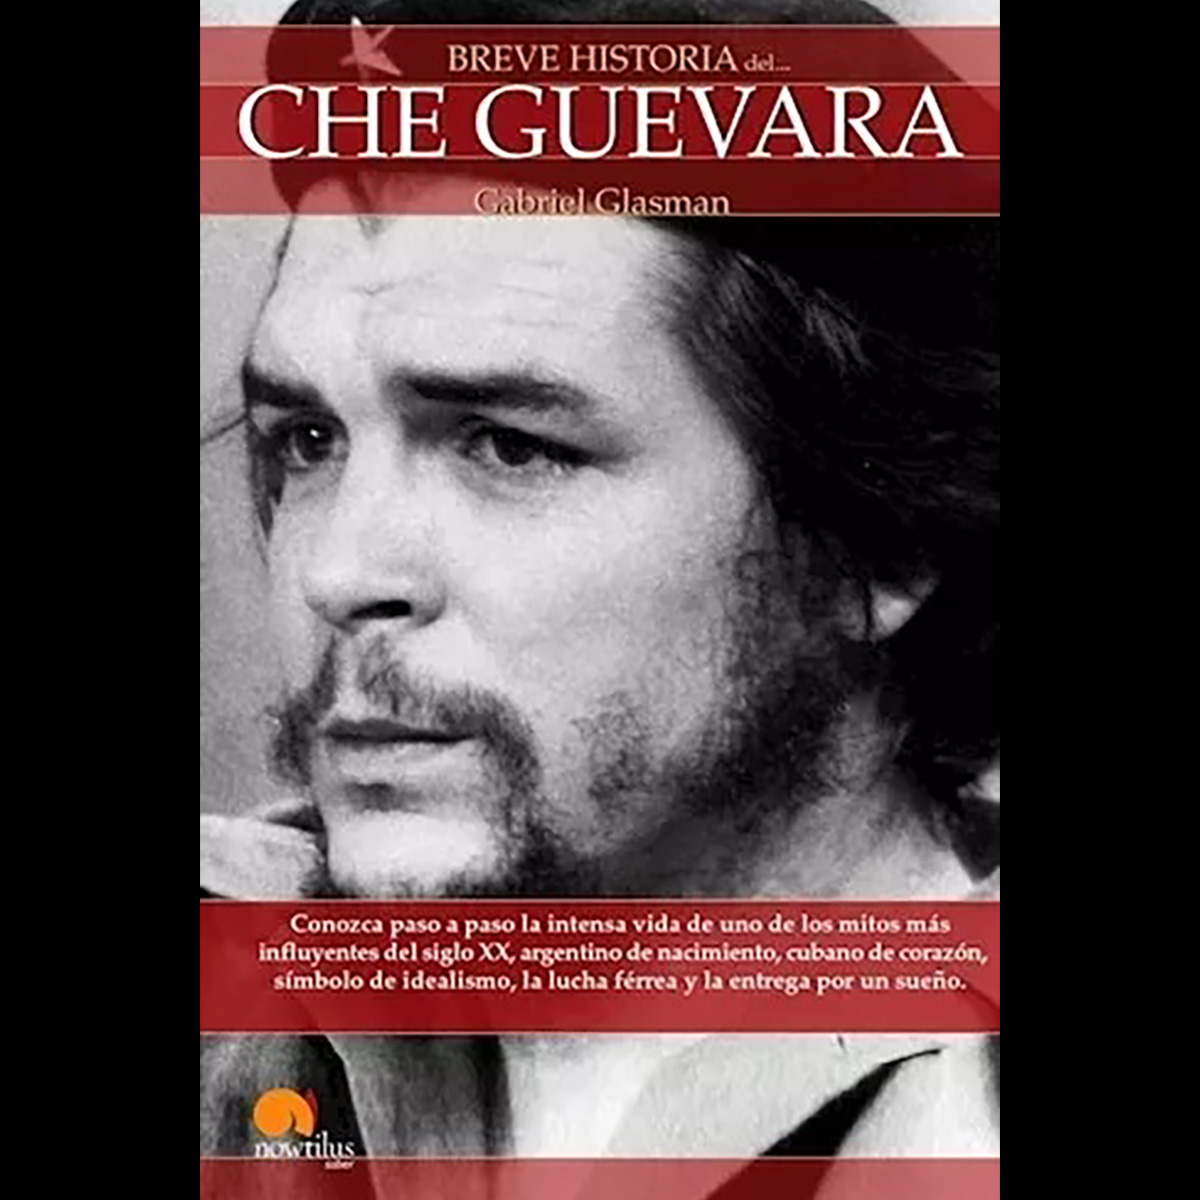 BREVE HISTORIA del...
CHE GUEVARA
Gabriel Glasman
Conozca paso a paso la intensa vida de uno de los mitos más
influyentes del siglo XX, argentino de nacimiento, cubano de corazón,
símbolo de idealismo, la lucha férrea y la entrega por un sueño.
nowtilus
saber